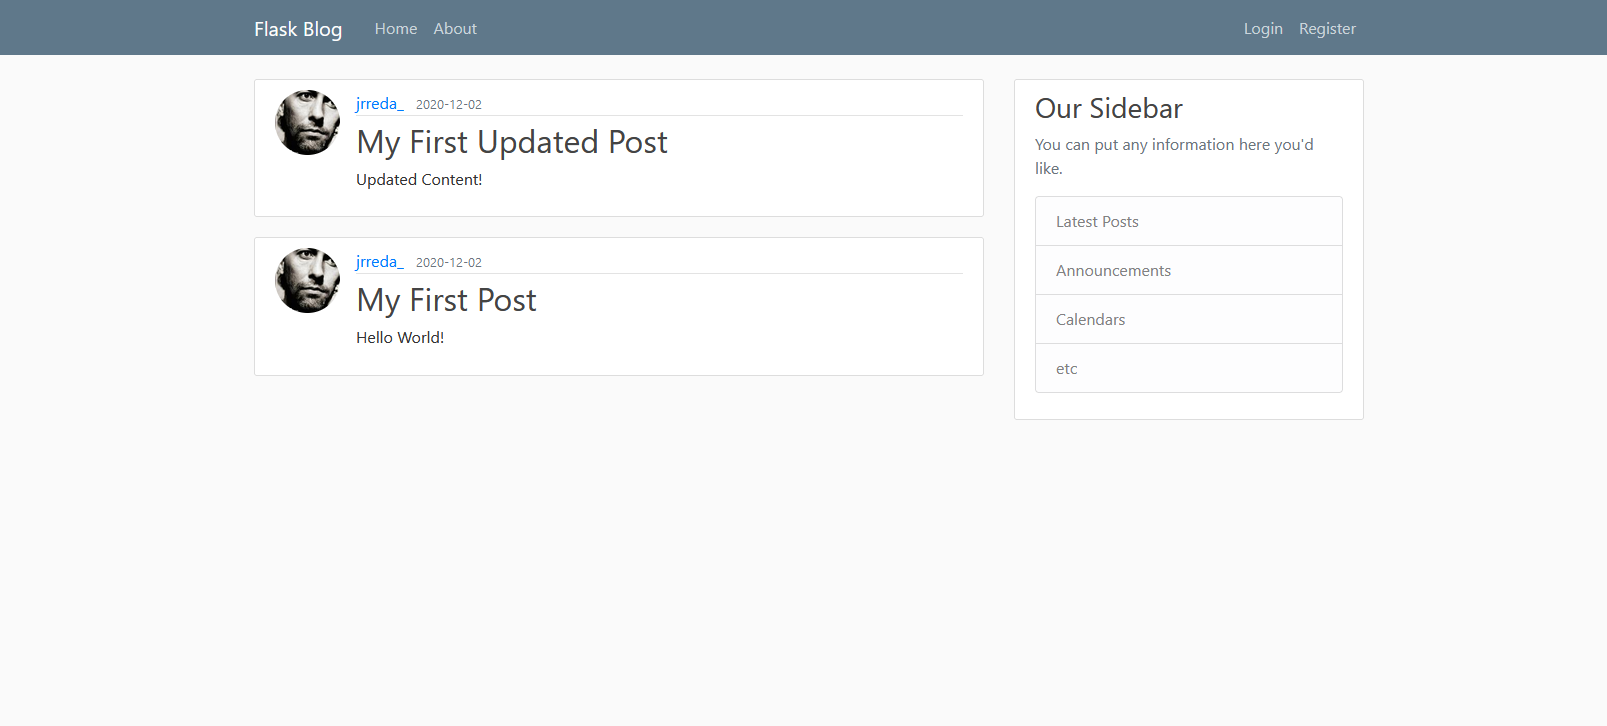 Flask Blog Home About Login Register
jrreda_ 2020-12-02
My First Updated Post
Updated Content!
jrreda_ 2020-12-02
My First Post
Hello World!
Our Sidebar
You can put any information here you'd
like.
Latest Posts
Announcements
Calendars
etc